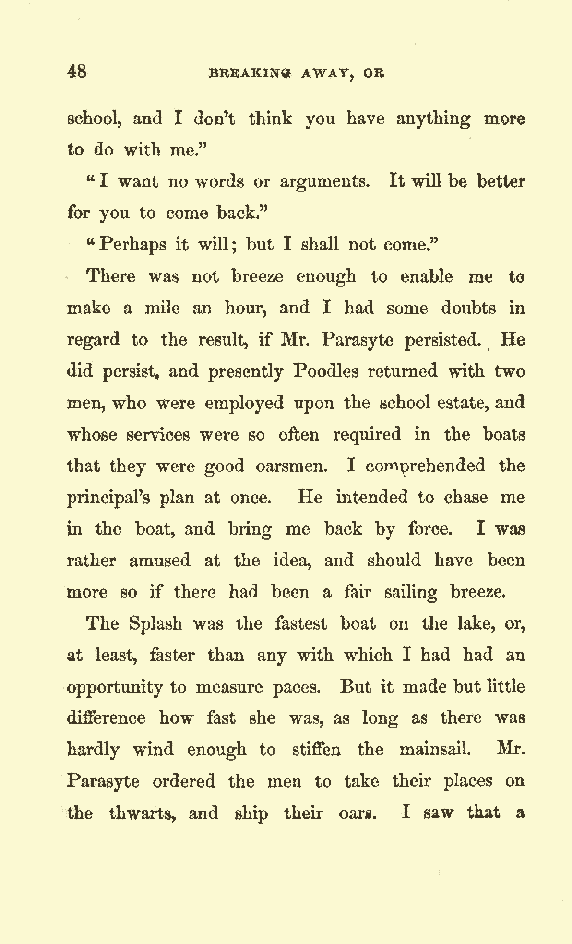 48 BREAKING AWAY, OR
school, and I don't think you have anything more
to do with me."
"I want no words or arguments. It will be better
for you to come back."
"Perhaps it will; but I shall not come."
There was not breeze enough to enable me to
make a mile an hour, and I had some doubts in
regard to the result, if Mr. Parasyte persisted. He
did persist, and presently Poodles returned with two
men, who were employed upon the school estate, and
whose services were so often required in the boats
that they were good oarsmen. I comprehended the
principal's plan at once. He intended to chase me
in the boat, and bring me back by force. I was
rather amused at the idea, and should have been
more so if there had been a fair sailing breeze.
The Splash was the fastest boat on the lake, or,
at least, faster than any with which I had had an
opportunity to measure paces. But it made but little
difference how fast she was, as long as there was
hardly wind enough to stiffen the mainsail. Mr.
Parasyte ordered the men to take their places on
the thwarts, and ship their oars. I saw that a